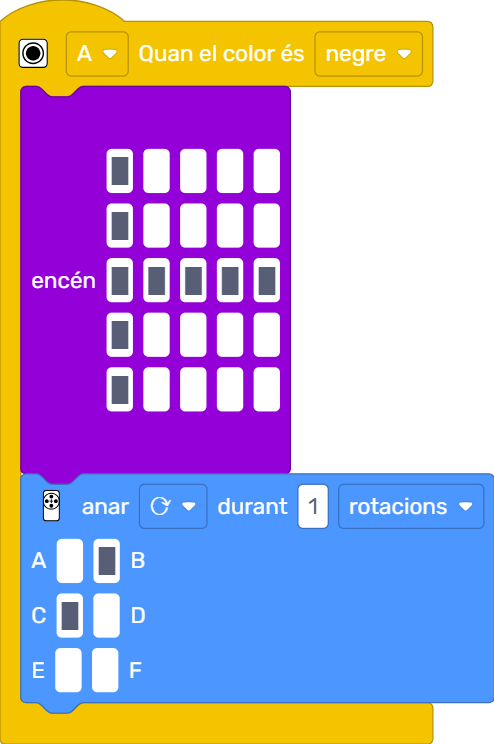 A Quan el color és negre
encén
anar durant 1 rotacions
A B
C D
E F